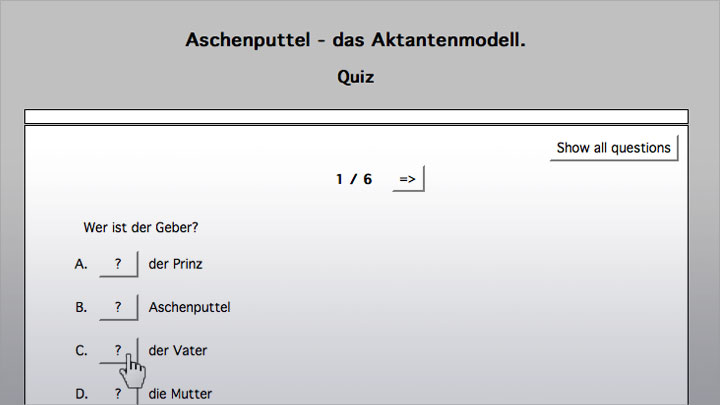 Aschenputtel - das Aktantenmodell.
Quiz
Show all questions
1 / 6 =>
Wer ist der Geber?
A. ? der Prinz
B. ? Aschenputtel
C. ? der Vater
D. ? die Mutter